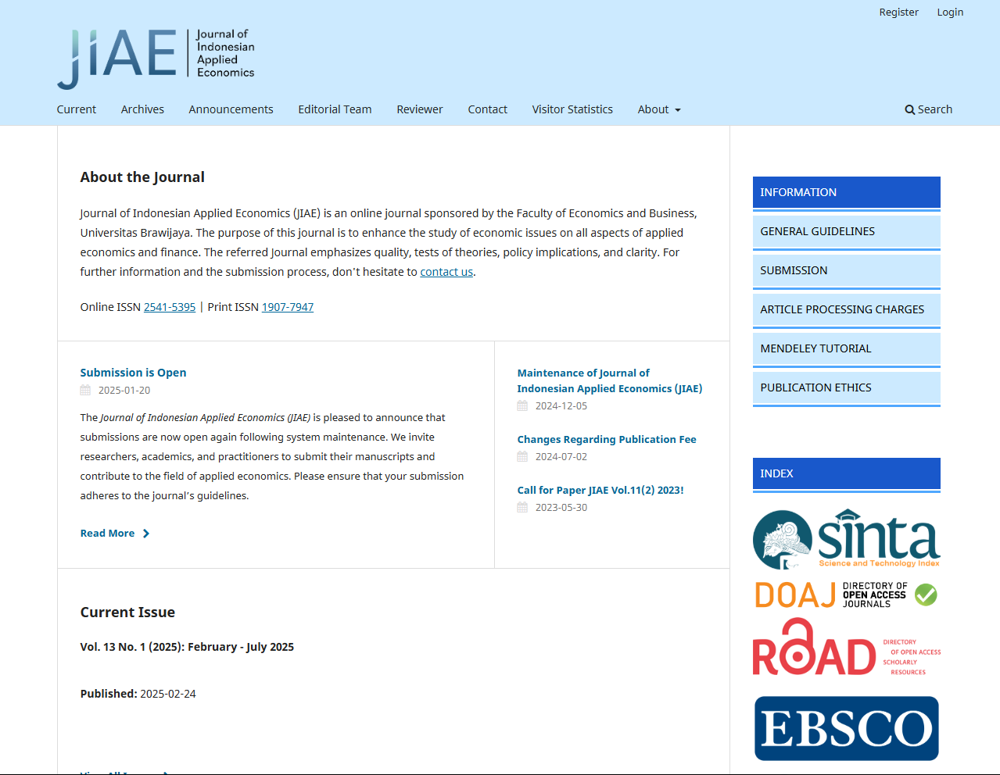 Register Login
JIAE
Journal of
Indonesian
Applied
Economics
Current Archives Announcements Editorial Team Reviewer Contact Visitor Statistics About Search
About the Journal
Journal of Indonesian Applied Economics (JIAE) is an online journal sponsored by the Faculty of Economics and Business,
Universitas Brawijaya. The purpose of this journal is to enhance the study of economic issues on all aspects of applied
economics and finance. The referred Journal emphasizes quality, tests of theories, policy implications, and clarity. For
further information and the submission process, don't hesitate to contact us.
Online ISSN 2541-5395 | Print ISSN 1907-7947
Submission is Open
2025-01-20
The Journal of Indonesian Applied Economics (JIAE) is pleased to announce that
submissions are now open again following system maintenance. We invite
researchers, academics, and practitioners to submit their manuscripts and
contribute to the field of applied economics. Please ensure that your submission
adheres to the journal’s guidelines.
Read More
Maintenance of Journal of
Indonesian Applied Economics (JIAE)
2024-12-05
Changes Regarding Publication Fee
2024-07-02
Call for Paper JIAE Vol.11(2) 2023!
2023-05-30
Current Issue
Vol. 13 No. 1 (2025): February - July 2025
Published: 2025-02-24
INFORMATION
GENERAL GUIDELINES
SUBMISSION
ARTICLE PROCESSING CHARGES
MENDELEY TUTORIAL
PUBLICATION ETHICS
INDEX
sinta
Science and Technology Index
DOAJ
DIRECTORY OF
OPEN ACCESS
JOURNALS
ROAD
DIRECTORY
OF OPEN ACCESS
SCHOLARLY
RESOURCES
EBSCO